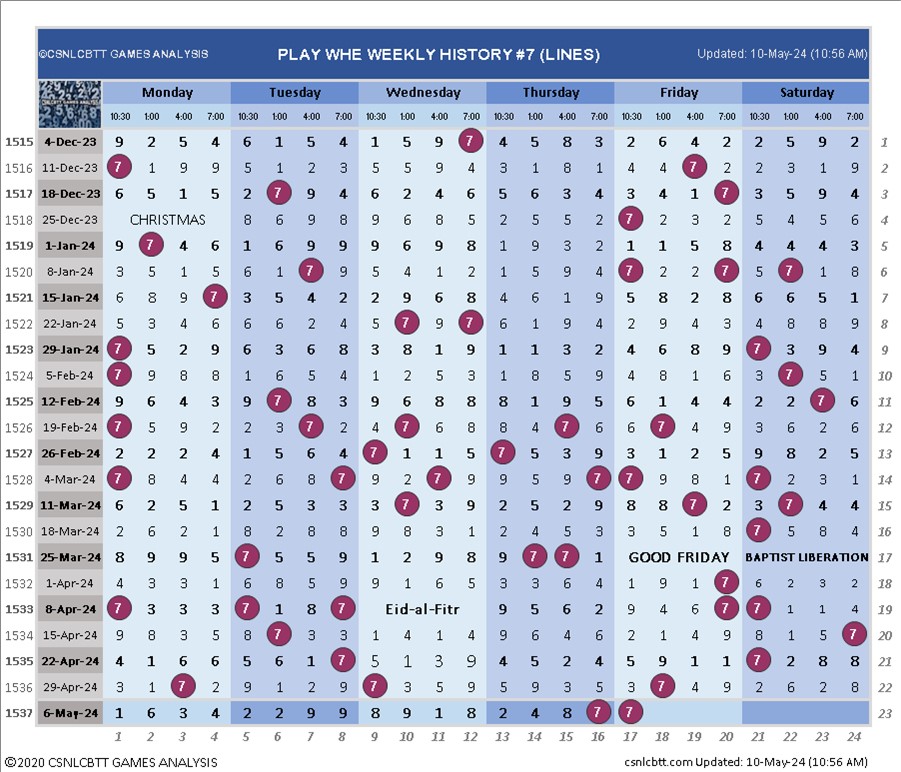 ©CSNLCBTT GAMES ANALYSIS PLAY WHE WEEKLY HISTORY #7 (LINES) Updated: 10-May-24 (10:56 AM)
Monday Tuesday Wednesday Thursday Friday Saturday
10:30 1:00 4:00 7:00 10:30 1:00 4:00 7:00 10:30 1:00 4:00 7:00 10:30 1:00 4:00 7:00 10:30 1:00 4:00 7:00 10:30 1:00 4:00 7:00
1515 4-Dec-23 9 2 5 4 6 1 5 4 1 5 9 7 4 5 8 3 2 6 4 2 2 5 9 2 1
1516 11-Dec-23 7 1 9 9 5 1 2 3 5 5 9 4 3 1 8 1 4 4 7 2 2 3 1 9 2
1517 18-Dec-23 6 5 1 5 2 7 9 4 6 2 4 6 5 6 3 4 3 4 1 7 3 5 9 4 3
1518 25-Dec-23 CHRISTMAS 8 6 9 8 9 6 8 5 2 5 5 2 7 2 3 2 5 4 5 6 4
1519 1-Jan-24 9 7 4 6 1 6 9 9 9 6 9 8 1 9 3 2 1 1 5 8 4 4 4 3 5
1520 8-Jan-24 3 5 1 5 6 1 7 9 5 4 1 2 1 5 9 4 7 2 2 7 5 7 1 8 6
1521 15-Jan-24 6 8 9 7 3 5 4 2 2 9 6 8 4 6 1 9 5 8 2 8 6 6 5 1 7
1522 22-Jan-24 5 3 4 6 6 6 2 4 5 7 9 7 6 1 9 4 2 9 4 3 4 8 8 9 8
1523 29-Jan-24 7 5 2 9 6 3 6 8 3 8 1 9 1 1 3 2 4 6 8 9 7 3 9 4 9
1524 5-Feb-24 7 9 8 8 1 6 5 4 1 2 5 3 1 8 5 9 4 8 1 6 3 7 5 1 10
1525 12-Feb-24 9 6 4 3 9 7 8 3 9 6 8 8 8 1 9 5 6 1 4 4 2 2 7 6 11
1526 19-Feb-24 7 5 9 2 2 3 7 2 4 7 6 8 8 4 7 5 6 7 4 9 3 6 2 6 12
1527 26-Feb-24 2 2 2 4 1 5 6 4 7 1 1 5 7 5 3 9 3 1 2 5 9 8 2 5 13
1528 4-Mar-24 7 8 4 4 2 6 8 7 9 2 7 9 9 5 9 7 7 9 8 1 7 2 3 1 14
1529 11-Mar-24 6 2 5 1 2 5 3 3 3 7 3 9 2 5 2 9 8 8 7 2 3 7 4 4 15
1530 18-Mar-24 2 6 2 1 8 2 8 8 9 8 3 1 2 4 5 3 3 5 1 8 7 5 8 4 16
1531 25-Mar-24 8 9 9 5 7 5 5 9 1 2 9 8 9 7 7 1 GOOD FRIDAY BAPTIST LIBERATION 17
1532 1-Apr-24 4 3 3 1 6 8 5 9 9 1 6 5 3 3 6 4 1 9 1 7 6 2 3 2 18
1533 8-Apr-24 7 3 3 3 7 1 8 7 Eid-al-Fitr 9 5 6 2 9 4 6 7 7 1 1 4 19
1534 15-Apr-24 9 8 3 5 8 7 3 3 1 4 1 4 9 6 4 6 2 1 4 9 8 1 5 7 20
1535 22-Apr-24 4 1 6 6 5 6 1 7 5 1 3 9 4 5 2 4 5 9 1 1 7 2 8 8 21
1536 29-Apr-24 3 1 7 2 9 1 2 9 7 3 5 9 5 9 3 5 3 7 4 9 2 6 2 8 22
1537 6-May-24 1 6 3 4 2 2 9 9 8 9 1 8 2 4 8 7 7 23
1 2 3 4 5 6 7 8 9 10 11 12 13 14 15 16 17 18 19 20 21 22 23 24
©2020 CSNLCBTT GAMES ANALYSIS csnlcbtt.com Updated: 10-May-24 (10:56 AM)